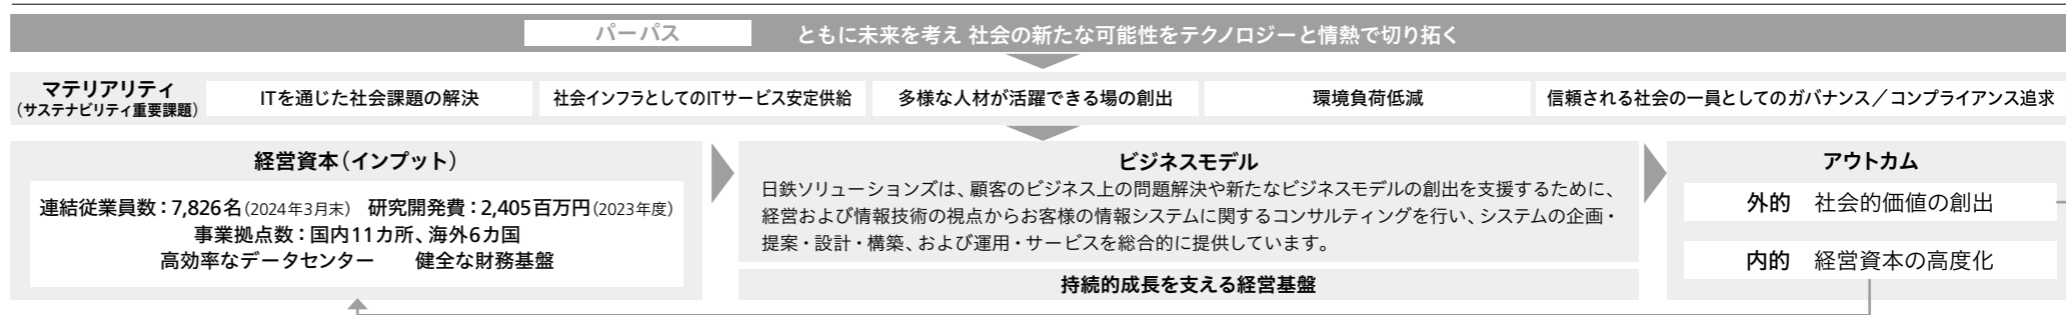 パーパス ともに未来を考え 社会の新たな可能性をテクノロジーと情熱で切り拓く
マテリアリティ
(サステナビリティ重要課題)
ITを通じた社会課題の解決
社会インフラとしてのITサービス安定供給
多様な人材が活躍できる場の創出
環境負荷低減
信頼される社会の一員としてのガバナンス／コンプライアンス追求
経営資本(インプット)
連結従業員数：7,826名(2024年3月末) 研究開発費：2,405百万円(2023年度)
事業拠点数：国内11カ所、海外6カ国
高効率なデータセンター 健全な財務基盤
ビジネスモデル
日鉄ソリューションズは、顧客のビジネス上の問題解決や新たなビジネスモデルの創出を支援するために、
経営および情報技術の視点からお客様の情報システムに関するコンサルティングを行い、システムの企画・
提案・設計・構築、および運用・サービスを総合的に提供しています。
持続的成長を支える経営基盤
アウトカム
外的 社会的価値の創出
内的 経営資本の高度化